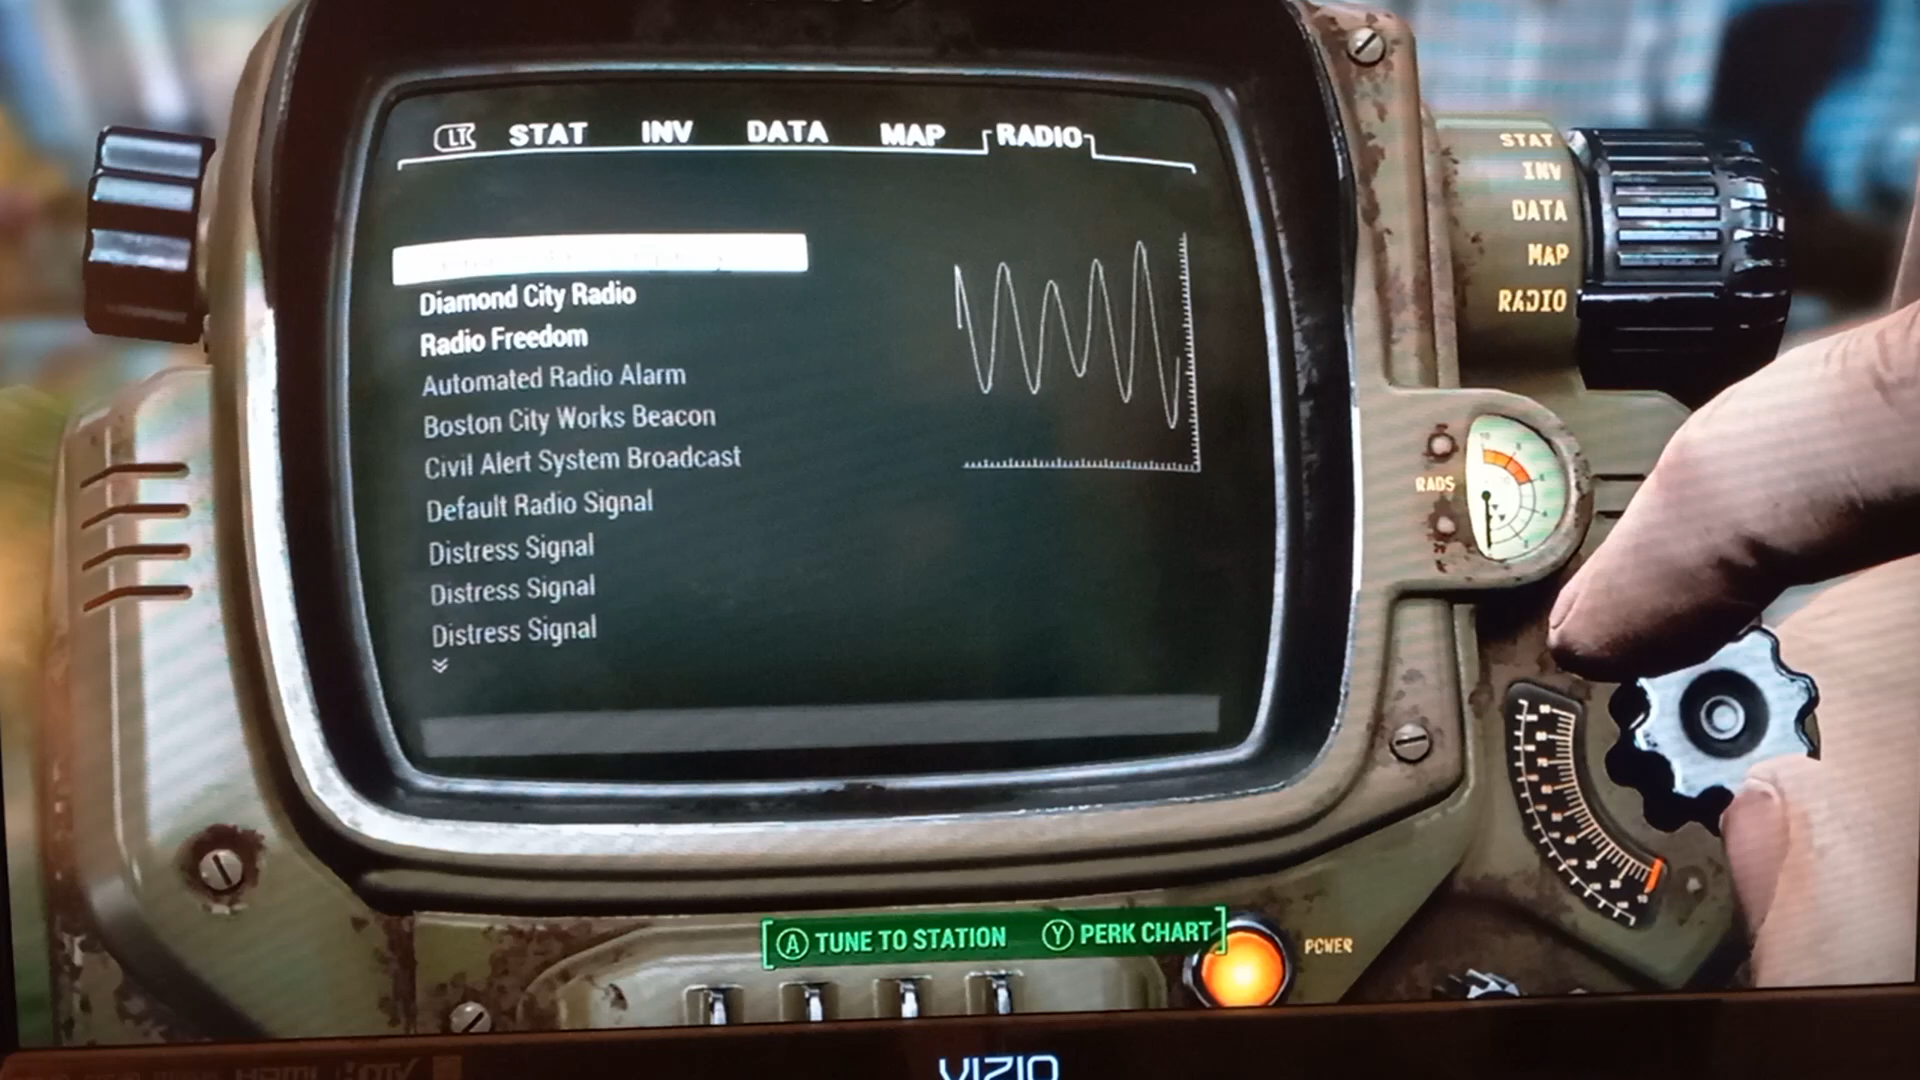 LT STAT INV DATA MAP RADIO
Diamond City Radio
Radio Freedom
Automated Radio Alarm
Boston City Works Beacon
Civil Alert System Broadcast
Default Radio Signal
Distress Signal
Distress Signal
Distress Signal
STAT
INV
DATA
MAP
RADIO
RADS
A TUNE TO STATION Y PERK CHART
POWER
VIZIO